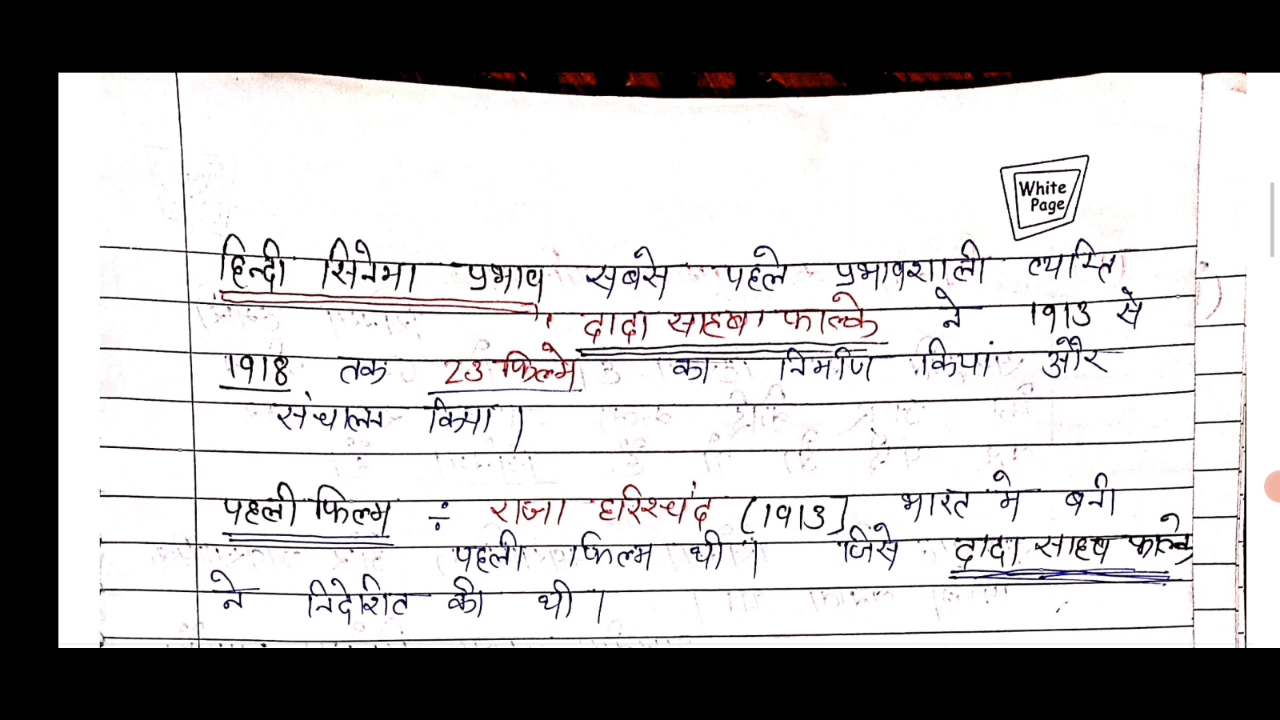 White
Page
हिन्दी सिनेमा प्रभाव सबसे पहले प्रभावशाली व्यक्ति
दादा साहब फाल्के ने 1913 से
1918 तक 23 फिल्मे का निर्माण किया और
संचालन किया |
पहली फिल्म ÷ राजा हरिश्चंद (1913) भारत मे बनी
पहली फिल्म थी | जिसे दादा साहब फाल्के
ने निर्देशित की थी |